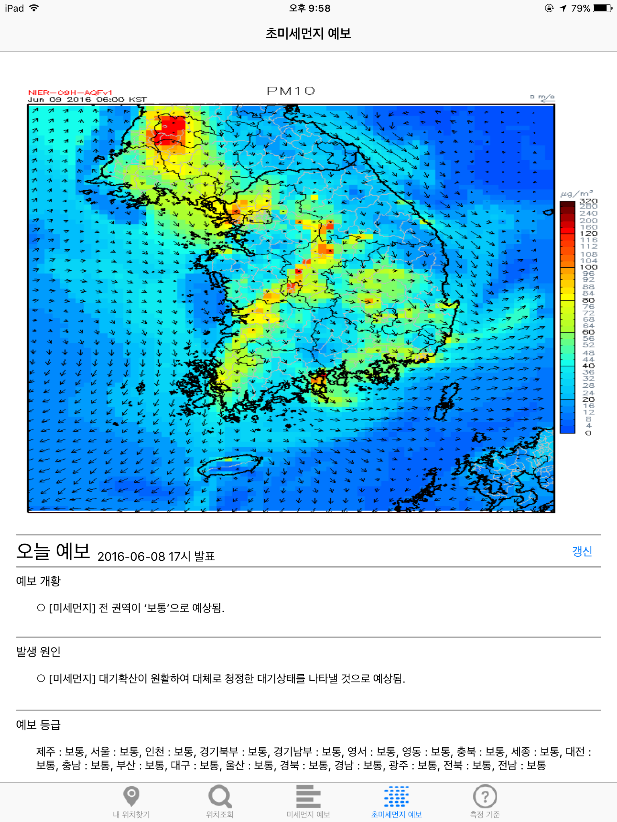 iPad 오후 9:58 79%
초미세먼지 예보
NIER-09H-AQFv1
Jun 09 2016 06:00 KST
PM10
m/s
μg/m³
320
280
240
200
160
120
116
112
108
104
100
96
92
88
84
80
76
72
68
64
60
56
52
48
44
40
36
32
28
24
20
16
12
8
4
0
오늘 예보 2016-06-08 17시 발표 갱신
예보 개황
○ [미세먼지] 전 권역이 '보통'으로 예상됨.
발생 원인
○ [미세먼지] 대기확산이 원활하여 대체로 청정한 대기상태를 나타낼 것으로 예상됨.
예보 등급
제주 : 보통, 서울 : 보통, 인천 : 보통, 경기북부 : 보통, 경기남부 : 보통, 영서 : 보통, 영동 : 보통, 충북 : 보통, 세종 : 보통, 대전 :
보통, 충남 : 보통, 부산 : 보통, 대구 : 보통, 울산 : 보통, 경북 : 보통, 경남 : 보통, 광주 : 보통, 전북 : 보통, 전남 : 보통
내 위치찾기 위치조회 미세먼지 예보 초미세먼지 예보 측정 기준